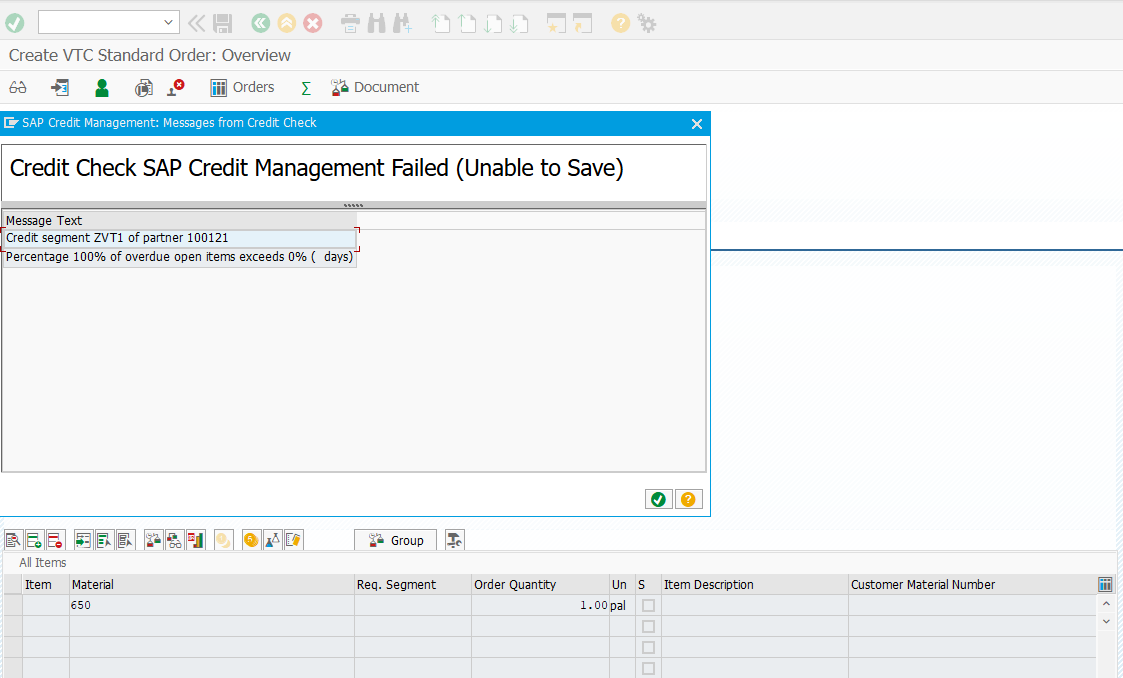 Create VTC Standard Order: Overview
Orders
Σ
Document
SAP Credit Management: Messages from Credit Check
Credit Check SAP Credit Management Failed (Unable to Save)
Message Text
Credit segment ZVT1 of partner 100121
Percentage 100% of overdue open items exceeds 0% (  days)
Group
All Items
Item Material Req. Segment Order Quantity Un S Item Description Customer Material Number
650 1.00 pal